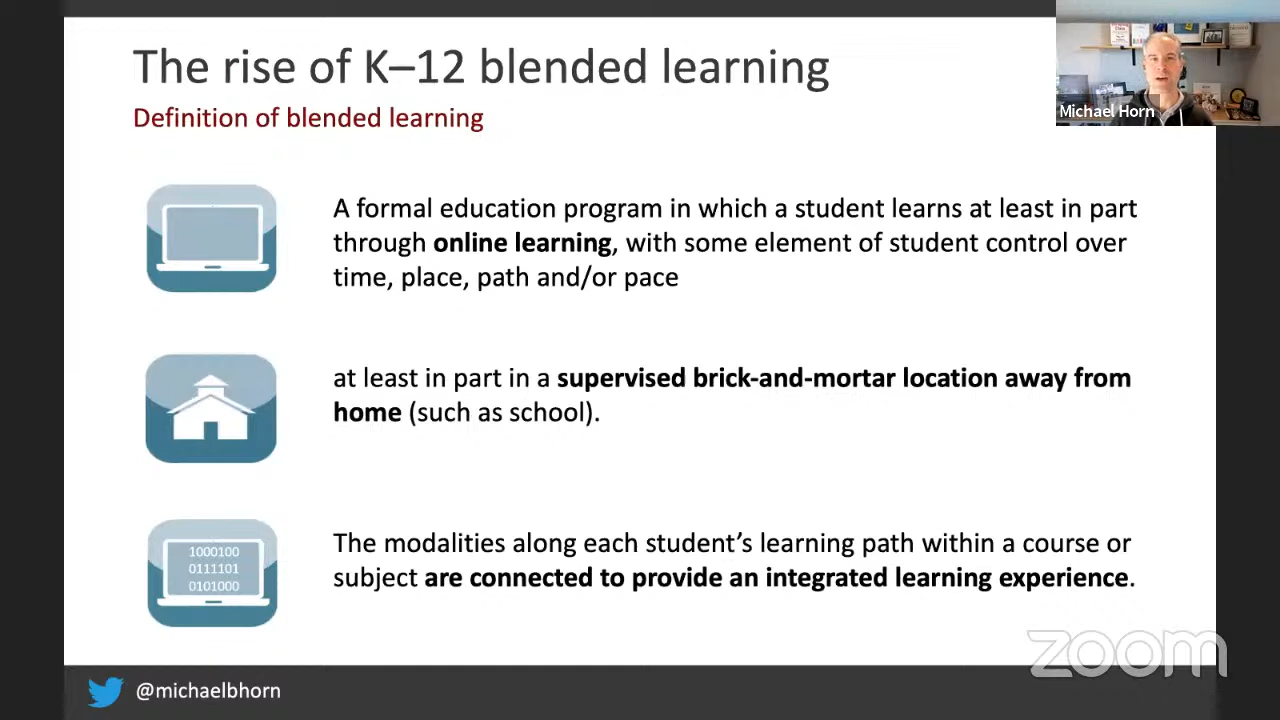 The rise of K–12 blended learning
Definition of blended learning
Michael Horn
A formal education program in which a student learns at least in part
through online learning, with some element of student control over
time, place, path and/or pace
at least in part in a supervised brick-and-mortar location away from
home (such as school).
1000100
0111101
0101000
The modalities along each student’s learning path within a course or
subject are connected to provide an integrated learning experience.
zoom
@michaelbhorn